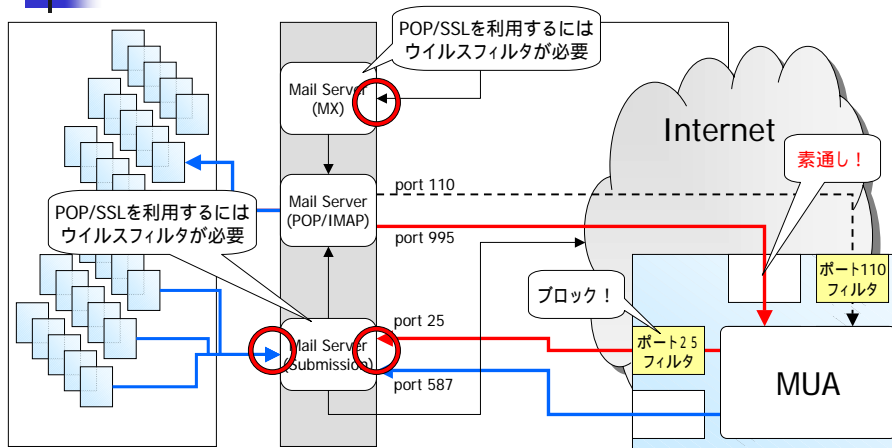 POP/SSLを利用するには
ウイルスフィルタが必要
Mail Server
(MX)
Internet
素通し！
port 110
Mail Server
(POP/IMAP)
POP/SSLを利用するには
ウイルスフィルタが必要
port 995
ポート110
フィルタ
ブロック！
port 25
ポート25
フィルタ
Mail Server
(Submission)
port 587
MUA